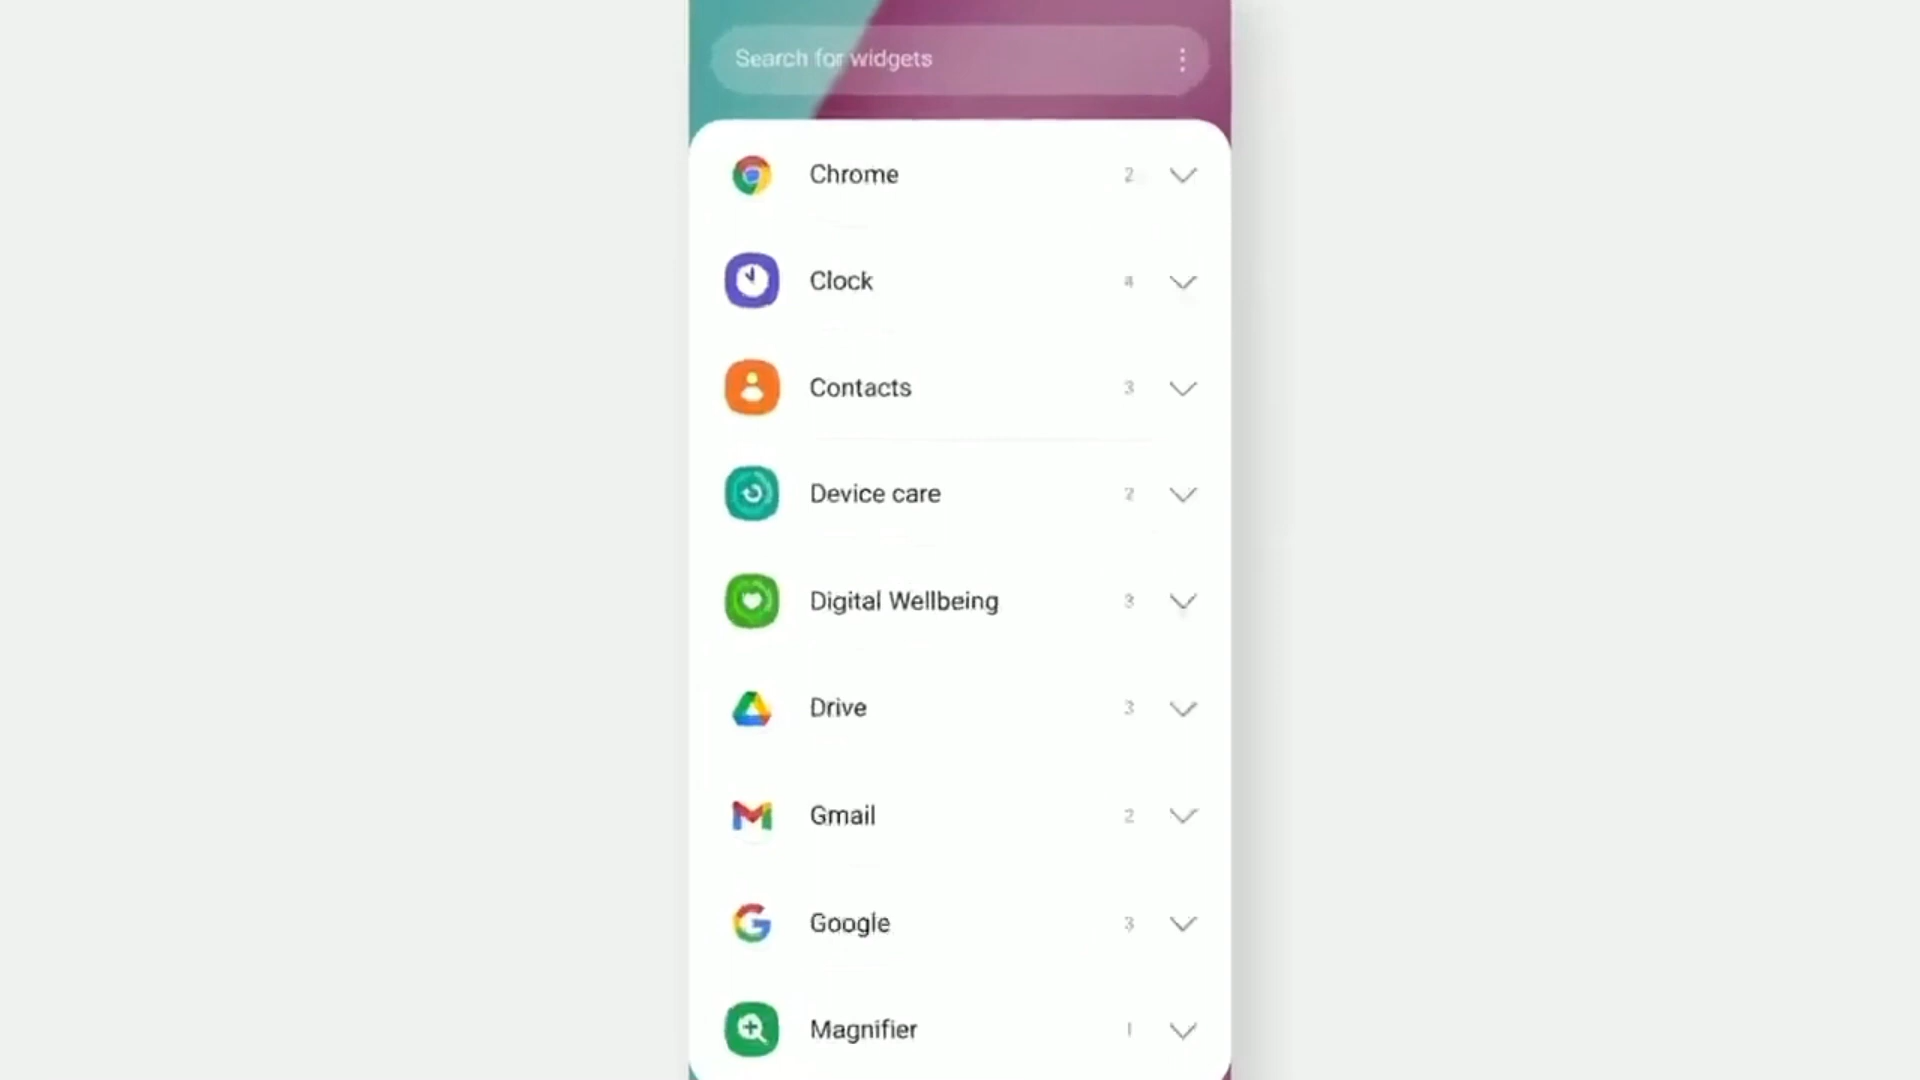 Search for widgets
Chrome 2
Clock 4
Contacts 3
Device care 2
Digital Wellbeing 3
Drive 3
Gmail 2
Google 3
Magnifier 1